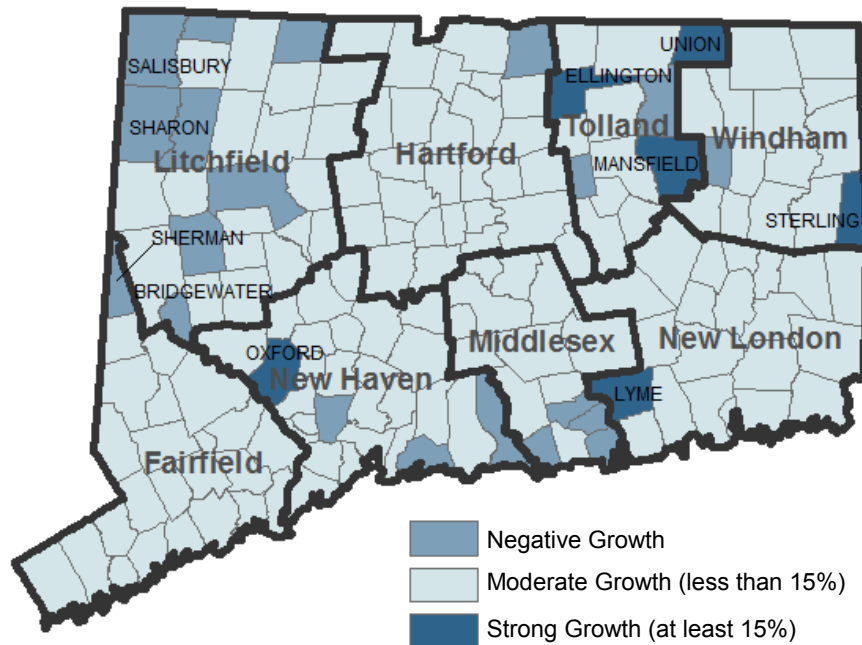 UNION
SALISBURY
ELLINGTON
SHARON
Tolland
Windham
Hartford
Litchfield
MANSFIELD
STERLING
SHERMAN
BRIDGEWATER
Middlesex
New London
OXFORD
New Haven
LYME
Fairfield
Negative Growth
Moderate Growth (less than 15%)
Strong Growth (at least 15%)